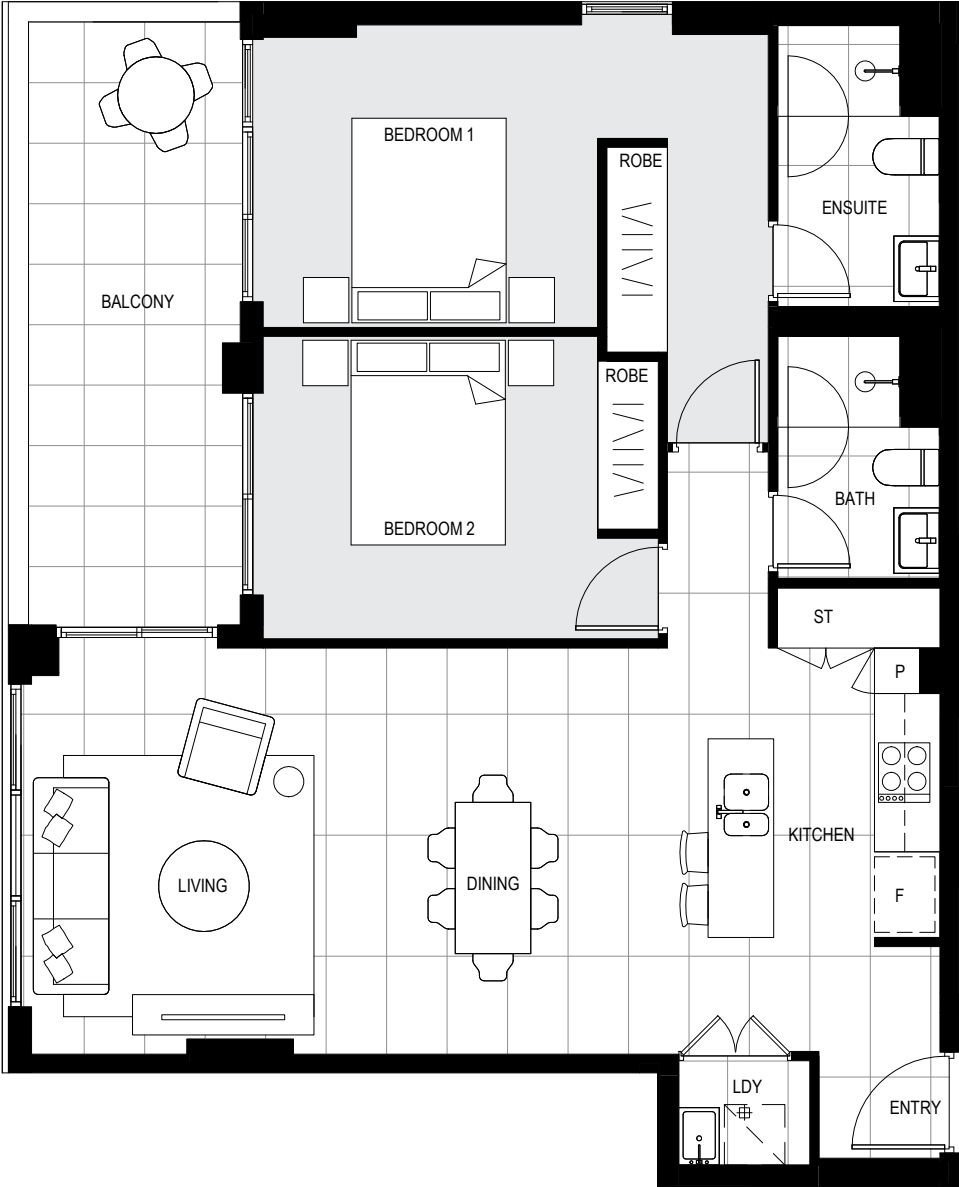 BEDROOM 1
ROBE
ENSUITE
BALCONY
ROBE
BATH
BEDROOM 2
ST
P
KITCHEN
LIVING
DINING
F
LDY
ENTRY